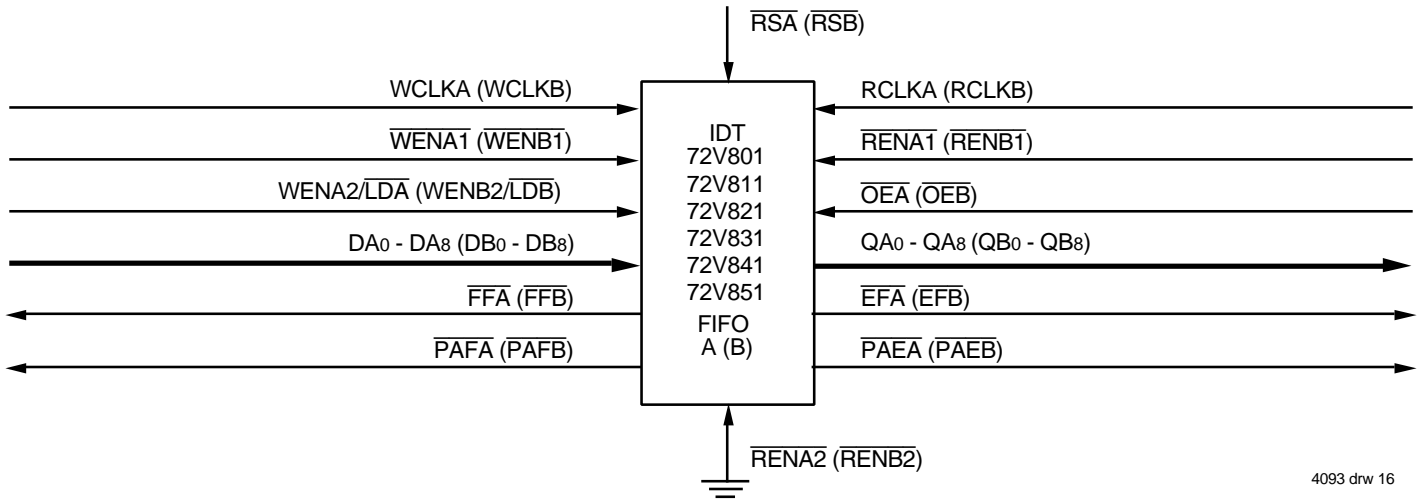 RSA (RSB)
WCLKA (WCLKB)
WENA1 (WENB1)
WENA2/LDA (WENB2/LDB)
DA0 - DA8 (DB0 - DB8)
FFA (FFB)
PAFA (PAFB)
IDT
72V801
72V811
72V821
72V831
72V841
72V851
FIFO
A (B)
RCLKA (RCLKB)
RENA1 (RENB1)
OEA (OEB)
QA0 - QA8 (QB0 - QB8)
EFA (EFB)
PAEA (PAEB)
RENA2 (RENB2)
4093 drw 16